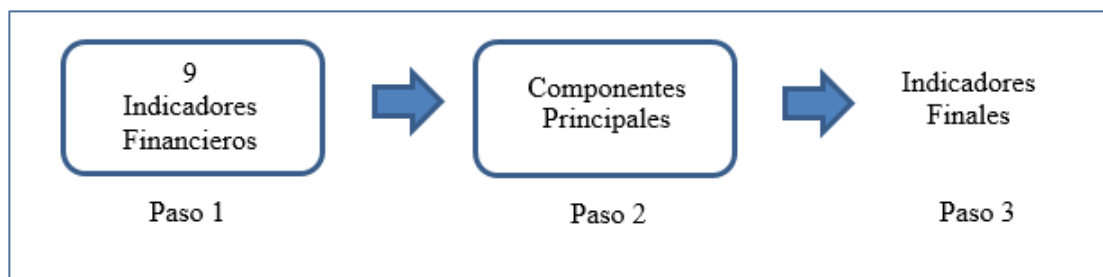 9
Indicadores
Financieros
Componentes
Principales
Indicadores
Finales
Paso 1
Paso 2
Paso 3